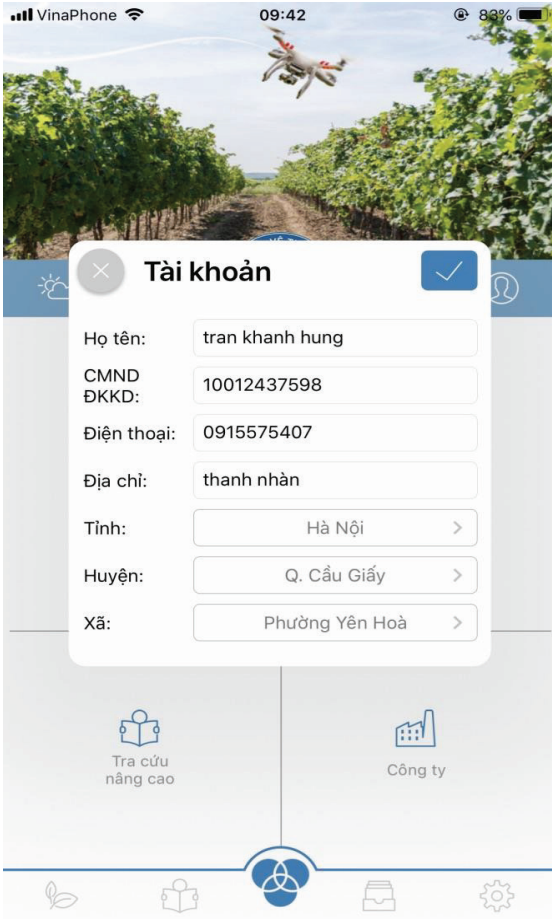 VinaPhone 09:42 83%
Tài khoản
Họ tên: tran khanh hung
CMND
ĐKKD: 10012437598
Điện thoại: 0915575407
Địa chỉ: thanh nhàn
Tỉnh: Hà Nội
Huyện: Q. Cầu Giấy
Xã: Phường Yên Hoà
Tra cứu
nâng cao
Công ty